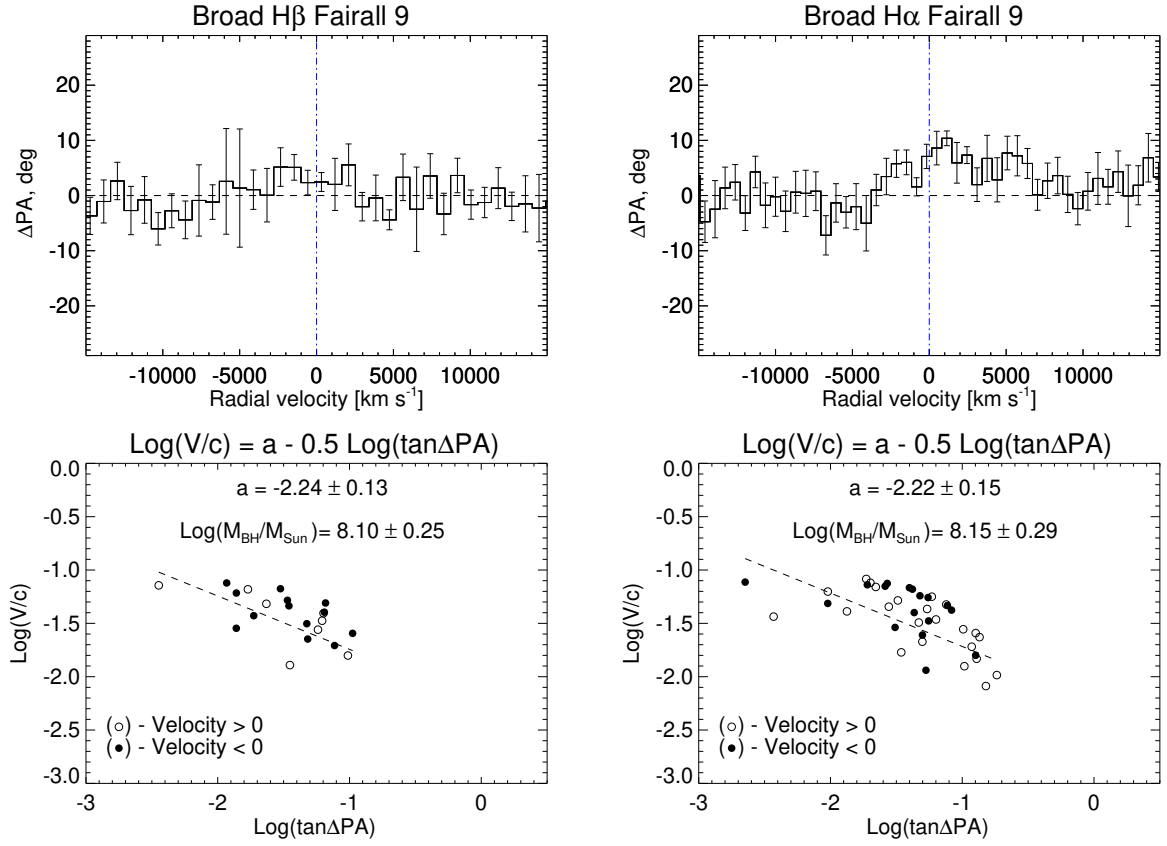 Broad Hβ Fairall 9
ΔPA, deg
20
10
0
-10
-20
-10000 -5000 0 5000 10000
Radial velocity [km s⁻¹]
Broad Hα Fairall 9
ΔPA, deg
20
10
0
-10
-20
-10000 -5000 0 5000 10000
Radial velocity [km s⁻¹]
Log(V/c) = a - 0.5 Log(tanΔPA)
a = -2.24 ± 0.13
Log(M_BH/M_Sun)= 8.10 ± 0.25
Log(V/c)
0.0
-0.5
-1.0
-1.5
-2.0
-2.5
-3.0
(○) - Velocity > 0
(●) - Velocity < 0
-3 -2 -1 0
Log(tanΔPA)
Log(V/c) = a - 0.5 Log(tanΔPA)
a = -2.22 ± 0.15
Log(M_BH/M_Sun)= 8.15 ± 0.29
Log(V/c)
0.0
-0.5
-1.0
-1.5
-2.0
-2.5
-3.0
(○) - Velocity > 0
(●) - Velocity < 0
-3 -2 -1 0
Log(tanΔPA)